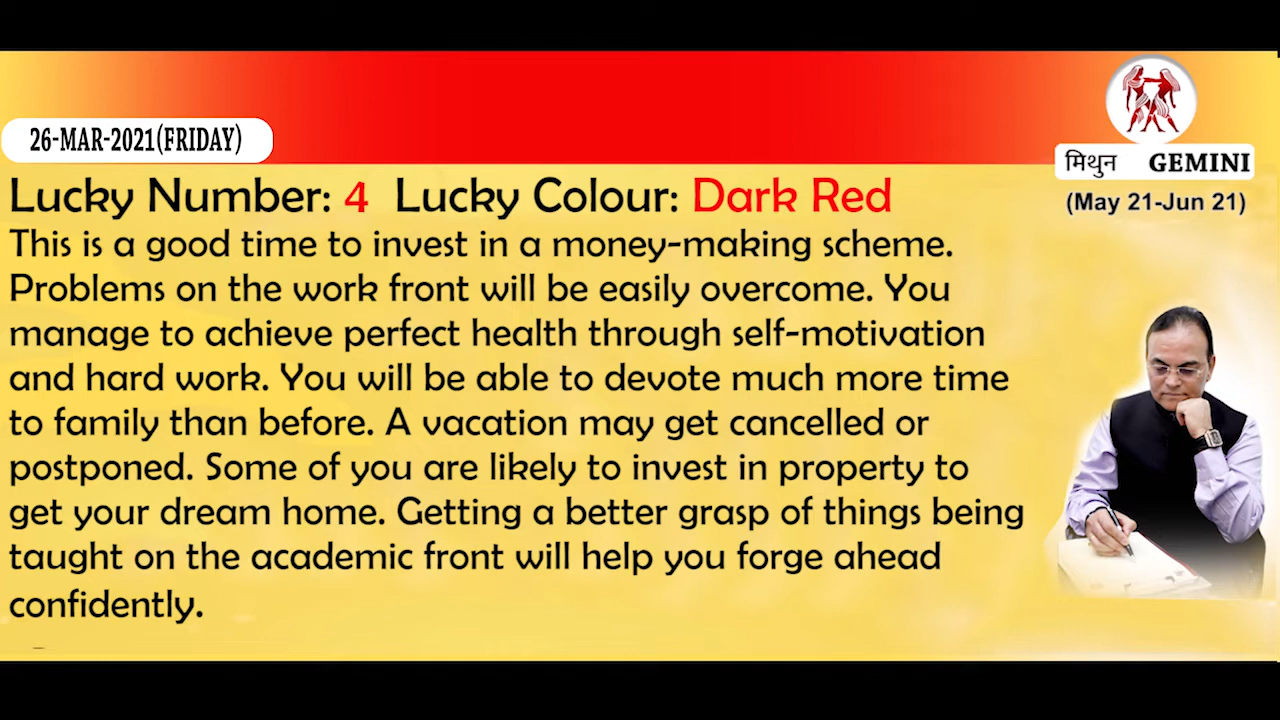 26-MAR-2021(FRIDAY)
मिथुन GEMINI
(May 21-Jun 21)
Lucky Number: 4 Lucky Colour: Dark Red
This is a good time to invest in a money-making scheme.
Problems on the work front will be easily overcome. You
manage to achieve perfect health through self-motivation
and hard work. You will be able to devote much more time
to family than before. A vacation may get cancelled or
postponed. Some of you are likely to invest in property to
get your dream home. Getting a better grasp of things being
taught on the academic front will help you forge ahead
confidently.